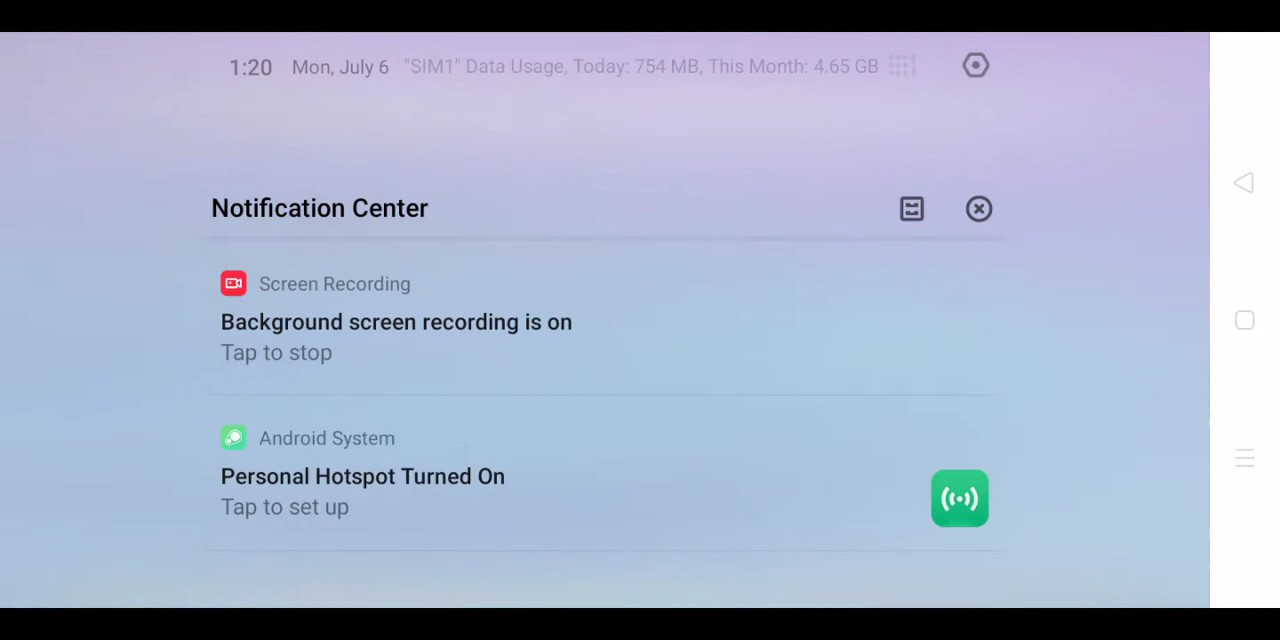 1:20 Mon, July 6 "SIM1" Data Usage, Today: 754 MB, This Month: 4.65 GB
Notification Center
Screen Recording
Background screen recording is on
Tap to stop
Android System
Personal Hotspot Turned On
Tap to set up